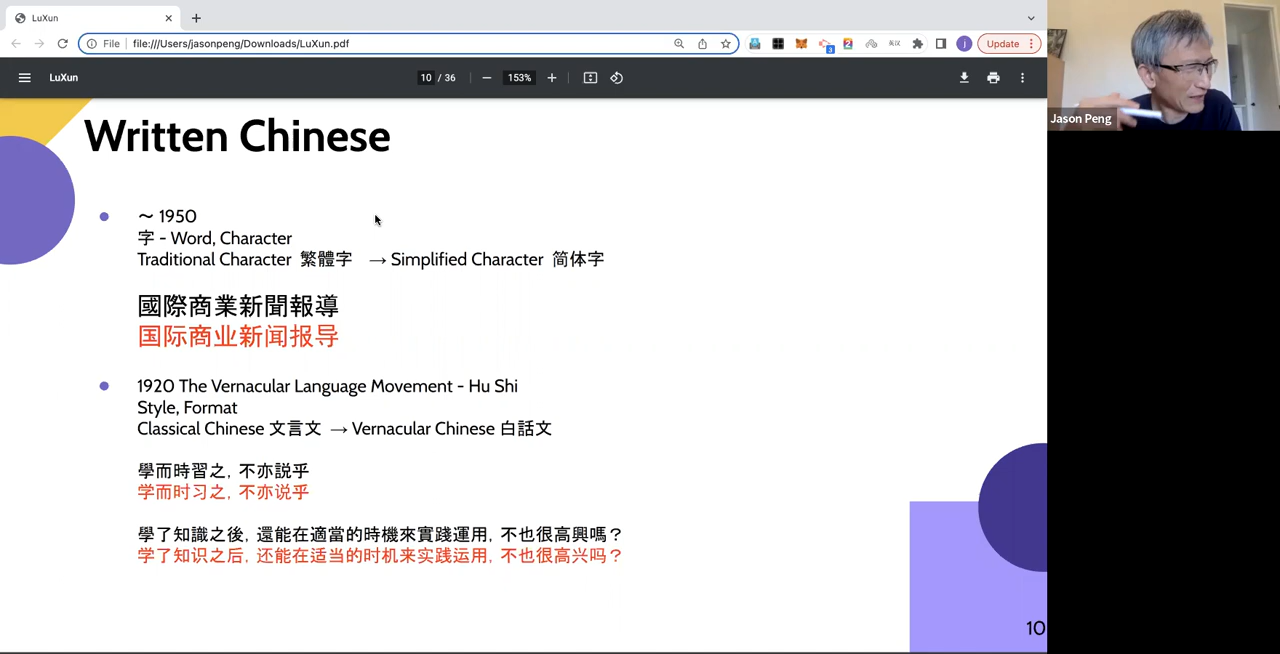 LuXun
File
file:///Users/jasonpeng/Downloads/LuXun.pdf
3
2
j
Update
LuXun
10 / 36
153%
Jason Peng
Written Chinese
～ 1950
字 - Word, Character
Traditional Character 繁體字 → Simplified Character 简体字
國際商業新聞報導
国际商业新闻报导
1920 The Vernacular Language Movement - Hu Shi
Style, Format
Classical Chinese 文言文 → Vernacular Chinese 白話文
學而時習之, 不亦説乎
学而时习之, 不亦说乎
學了知識之後, 還能在適當的時機來實踐運用, 不也很高興嗎？
学了知识之后, 还能在适当的时机来实践运用, 不也很高兴吗？
10